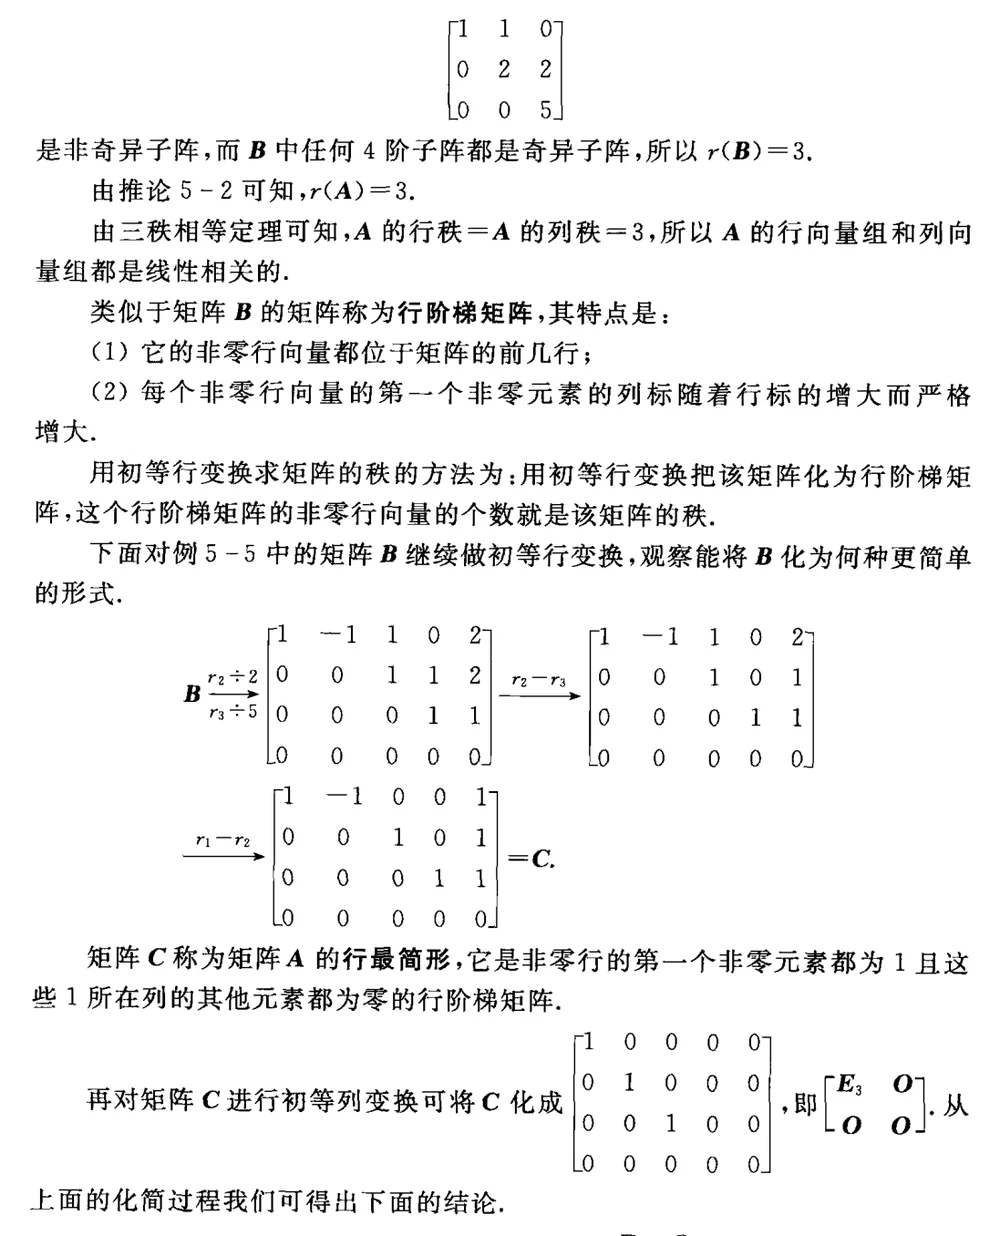 1 1 0
0 2 2
0 0 5
是非奇异子阵,而 B 中任何 4 阶子阵都是奇异子阵,所以 r(B)=3.
由推论 5-2 可知,r(A)=3.
由三秩相等定理可知,A 的行秩=A 的列秩=3,所以 A 的行向量组和列向
量组都是线性相关的.
类似于矩阵 B 的矩阵称为行阶梯矩阵,其特点是:
(1) 它的非零行向量都位于矩阵的前几行;
(2) 每个非零行向量的第一个非零元素的列标随着行标的增大而严格
增大.
用初等行变换求矩阵的秩的方法为:用初等行变换把该矩阵化为行阶梯矩
阵,这个行阶梯矩阵的非零行向量的个数就是该矩阵的秩.
下面对例 5-5 中的矩阵 B 继续做初等行变换,观察能将 B 化为何种更简单
的形式.
B
r₂÷2
r₃÷5
1 -1 1 0 2
0 0 1 1 2
0 0 0 1 1
0 0 0 0 0
r₂-r₃
1 -1 1 0 2
0 0 1 0 1
0 0 0 1 1
0 0 0 0 0
r₁-r₂
1 -1 0 0 1
0 0 1 0 1
0 0 0 1 1
0 0 0 0 0
=C.
矩阵 C 称为矩阵 A 的行最简形,它是非零行的第一个非零元素都为 1 且这
些 1 所在列的其他元素都为零的行阶梯矩阵.
再对矩阵 C 进行初等列变换可将 C 化成
1 0 0 0 0
0 1 0 0 0
0 0 1 0 0
0 0 0 0 0
,即
E₃ O
O O
.从
上面的化简过程我们可得出下面的结论.